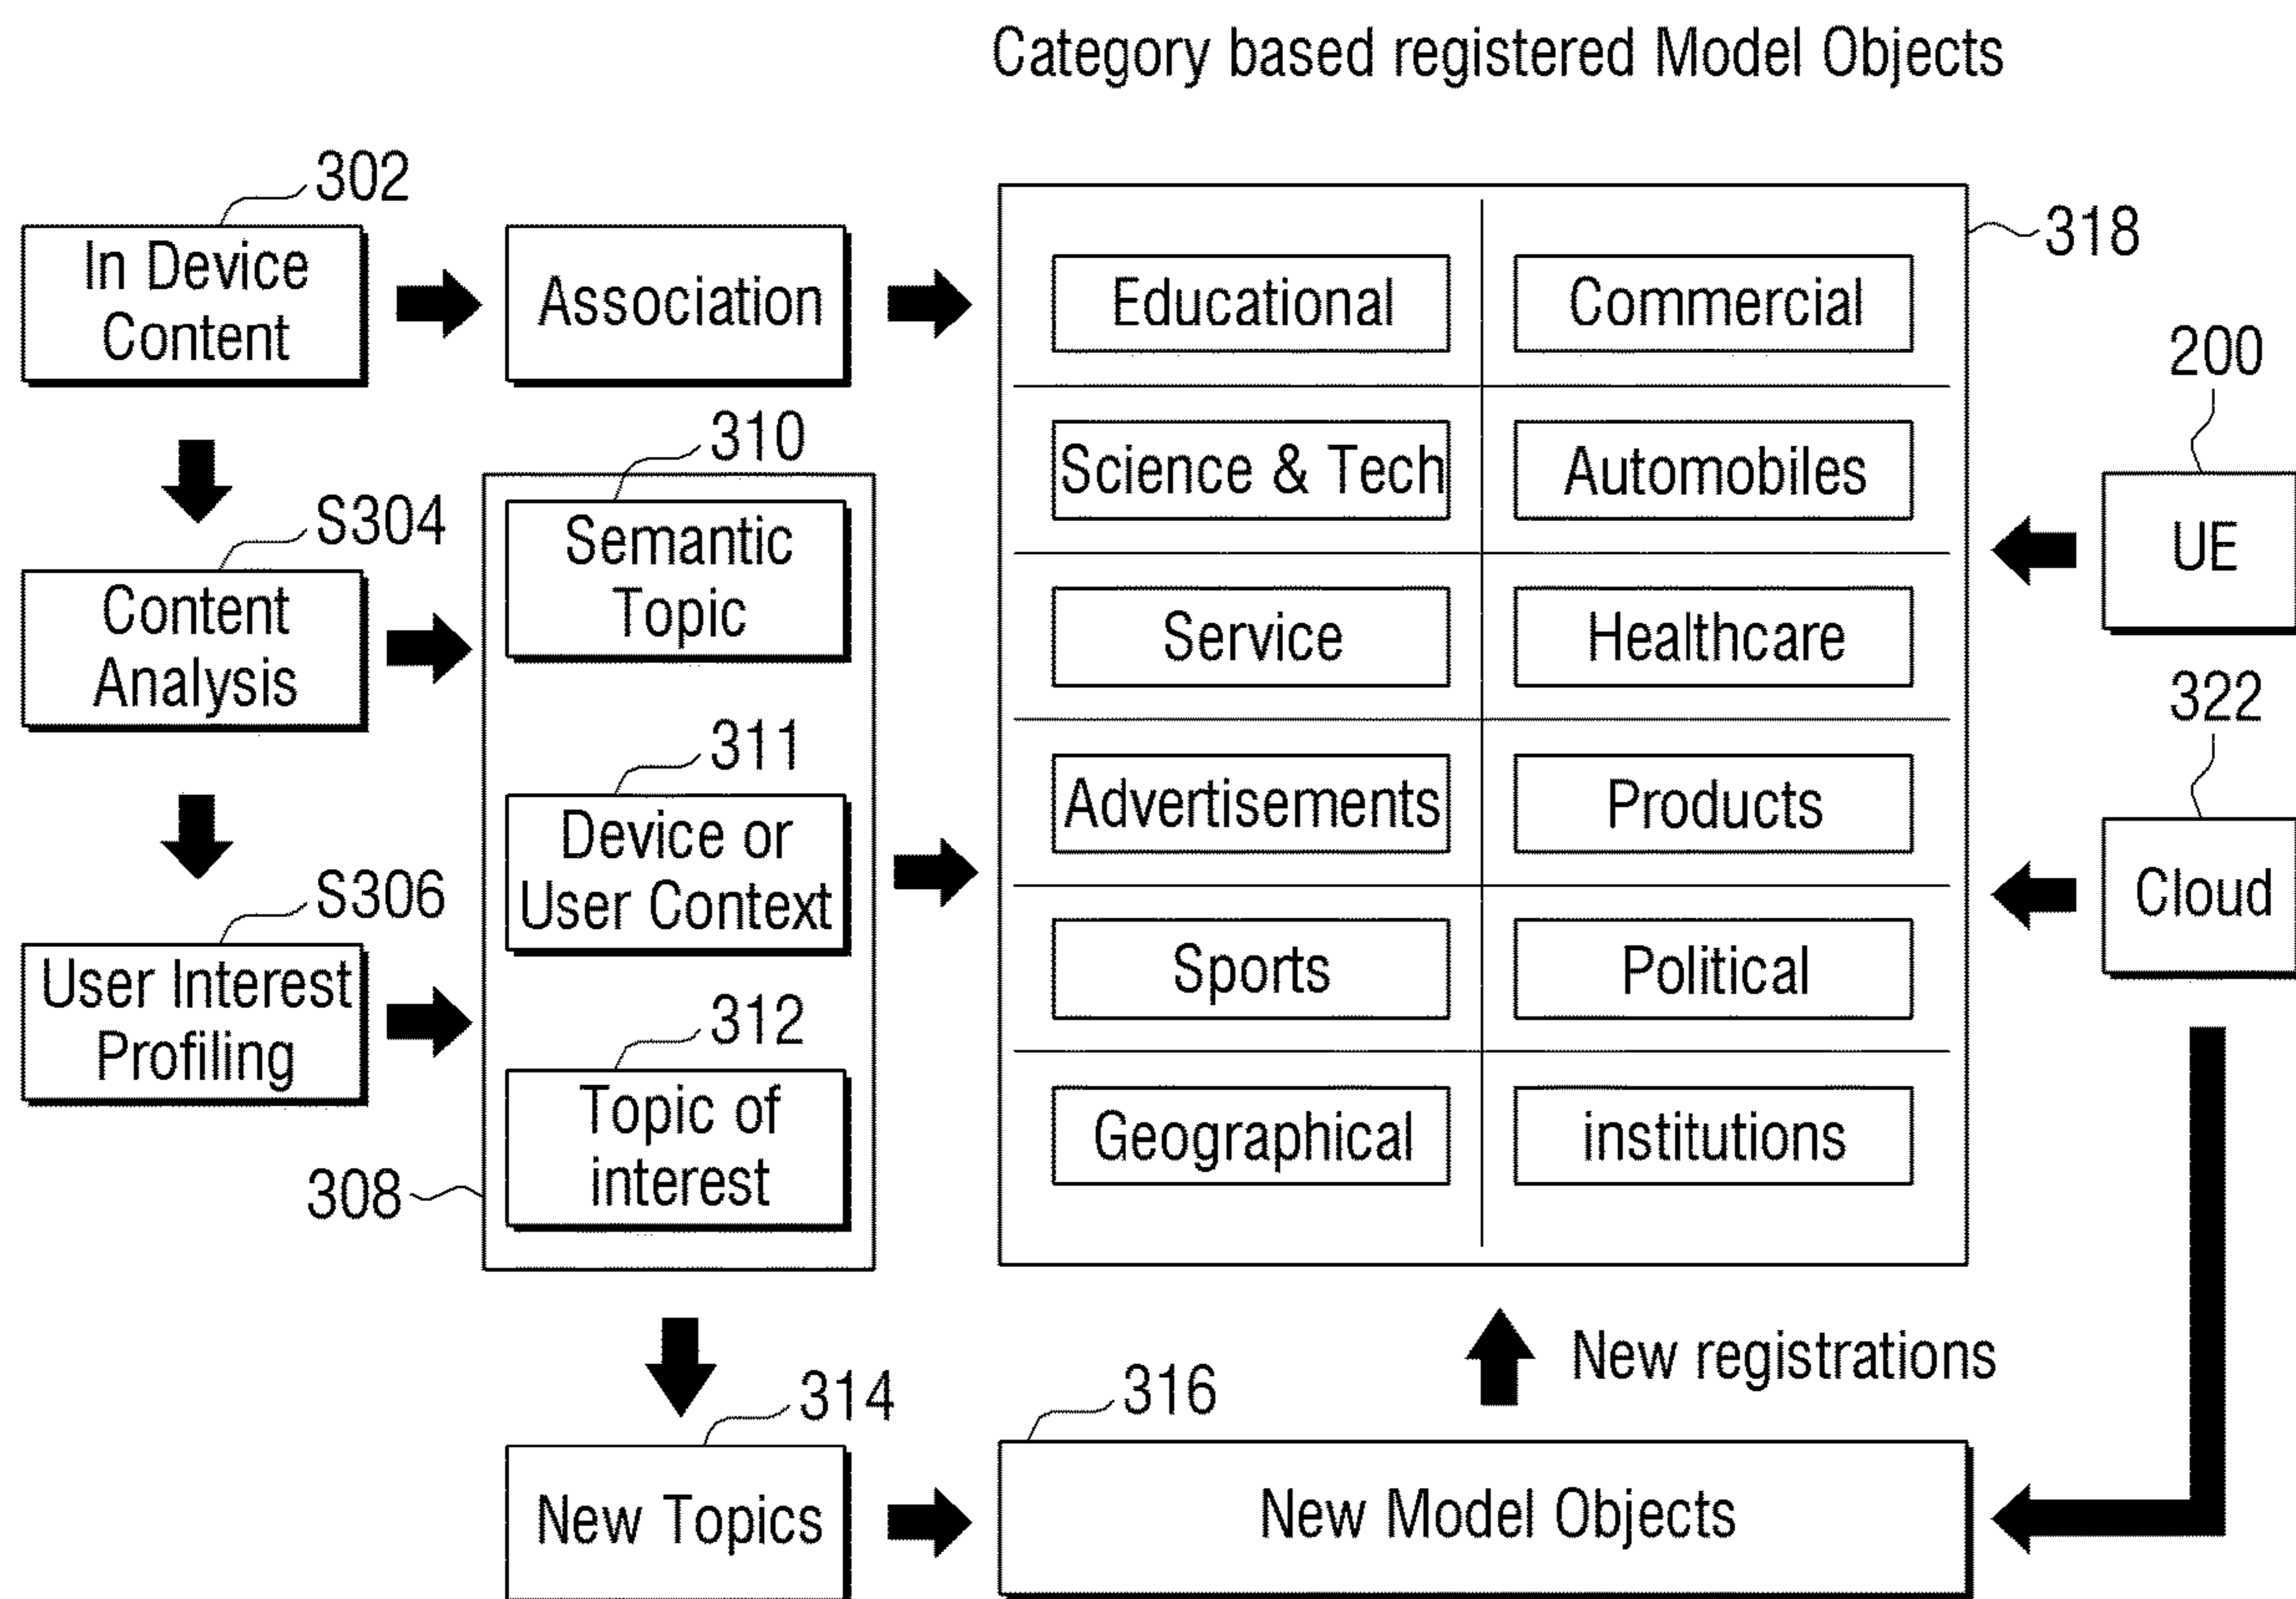 Category based registered Model Objects
302
In Device
Content
Association
318
Educational
Commercial
200
UE
Science & Tech
Automobiles
310
Semantic
Topic
S304
Content
Analysis
Service
Healthcare
322
Cloud
311
Device or
User Context
Advertisements
Products
S306
User Interest
Profiling
Sports
Political
312
Topic of
interest
308
Geographical
institutions
New registrations
314
New Topics
316
New Model Objects